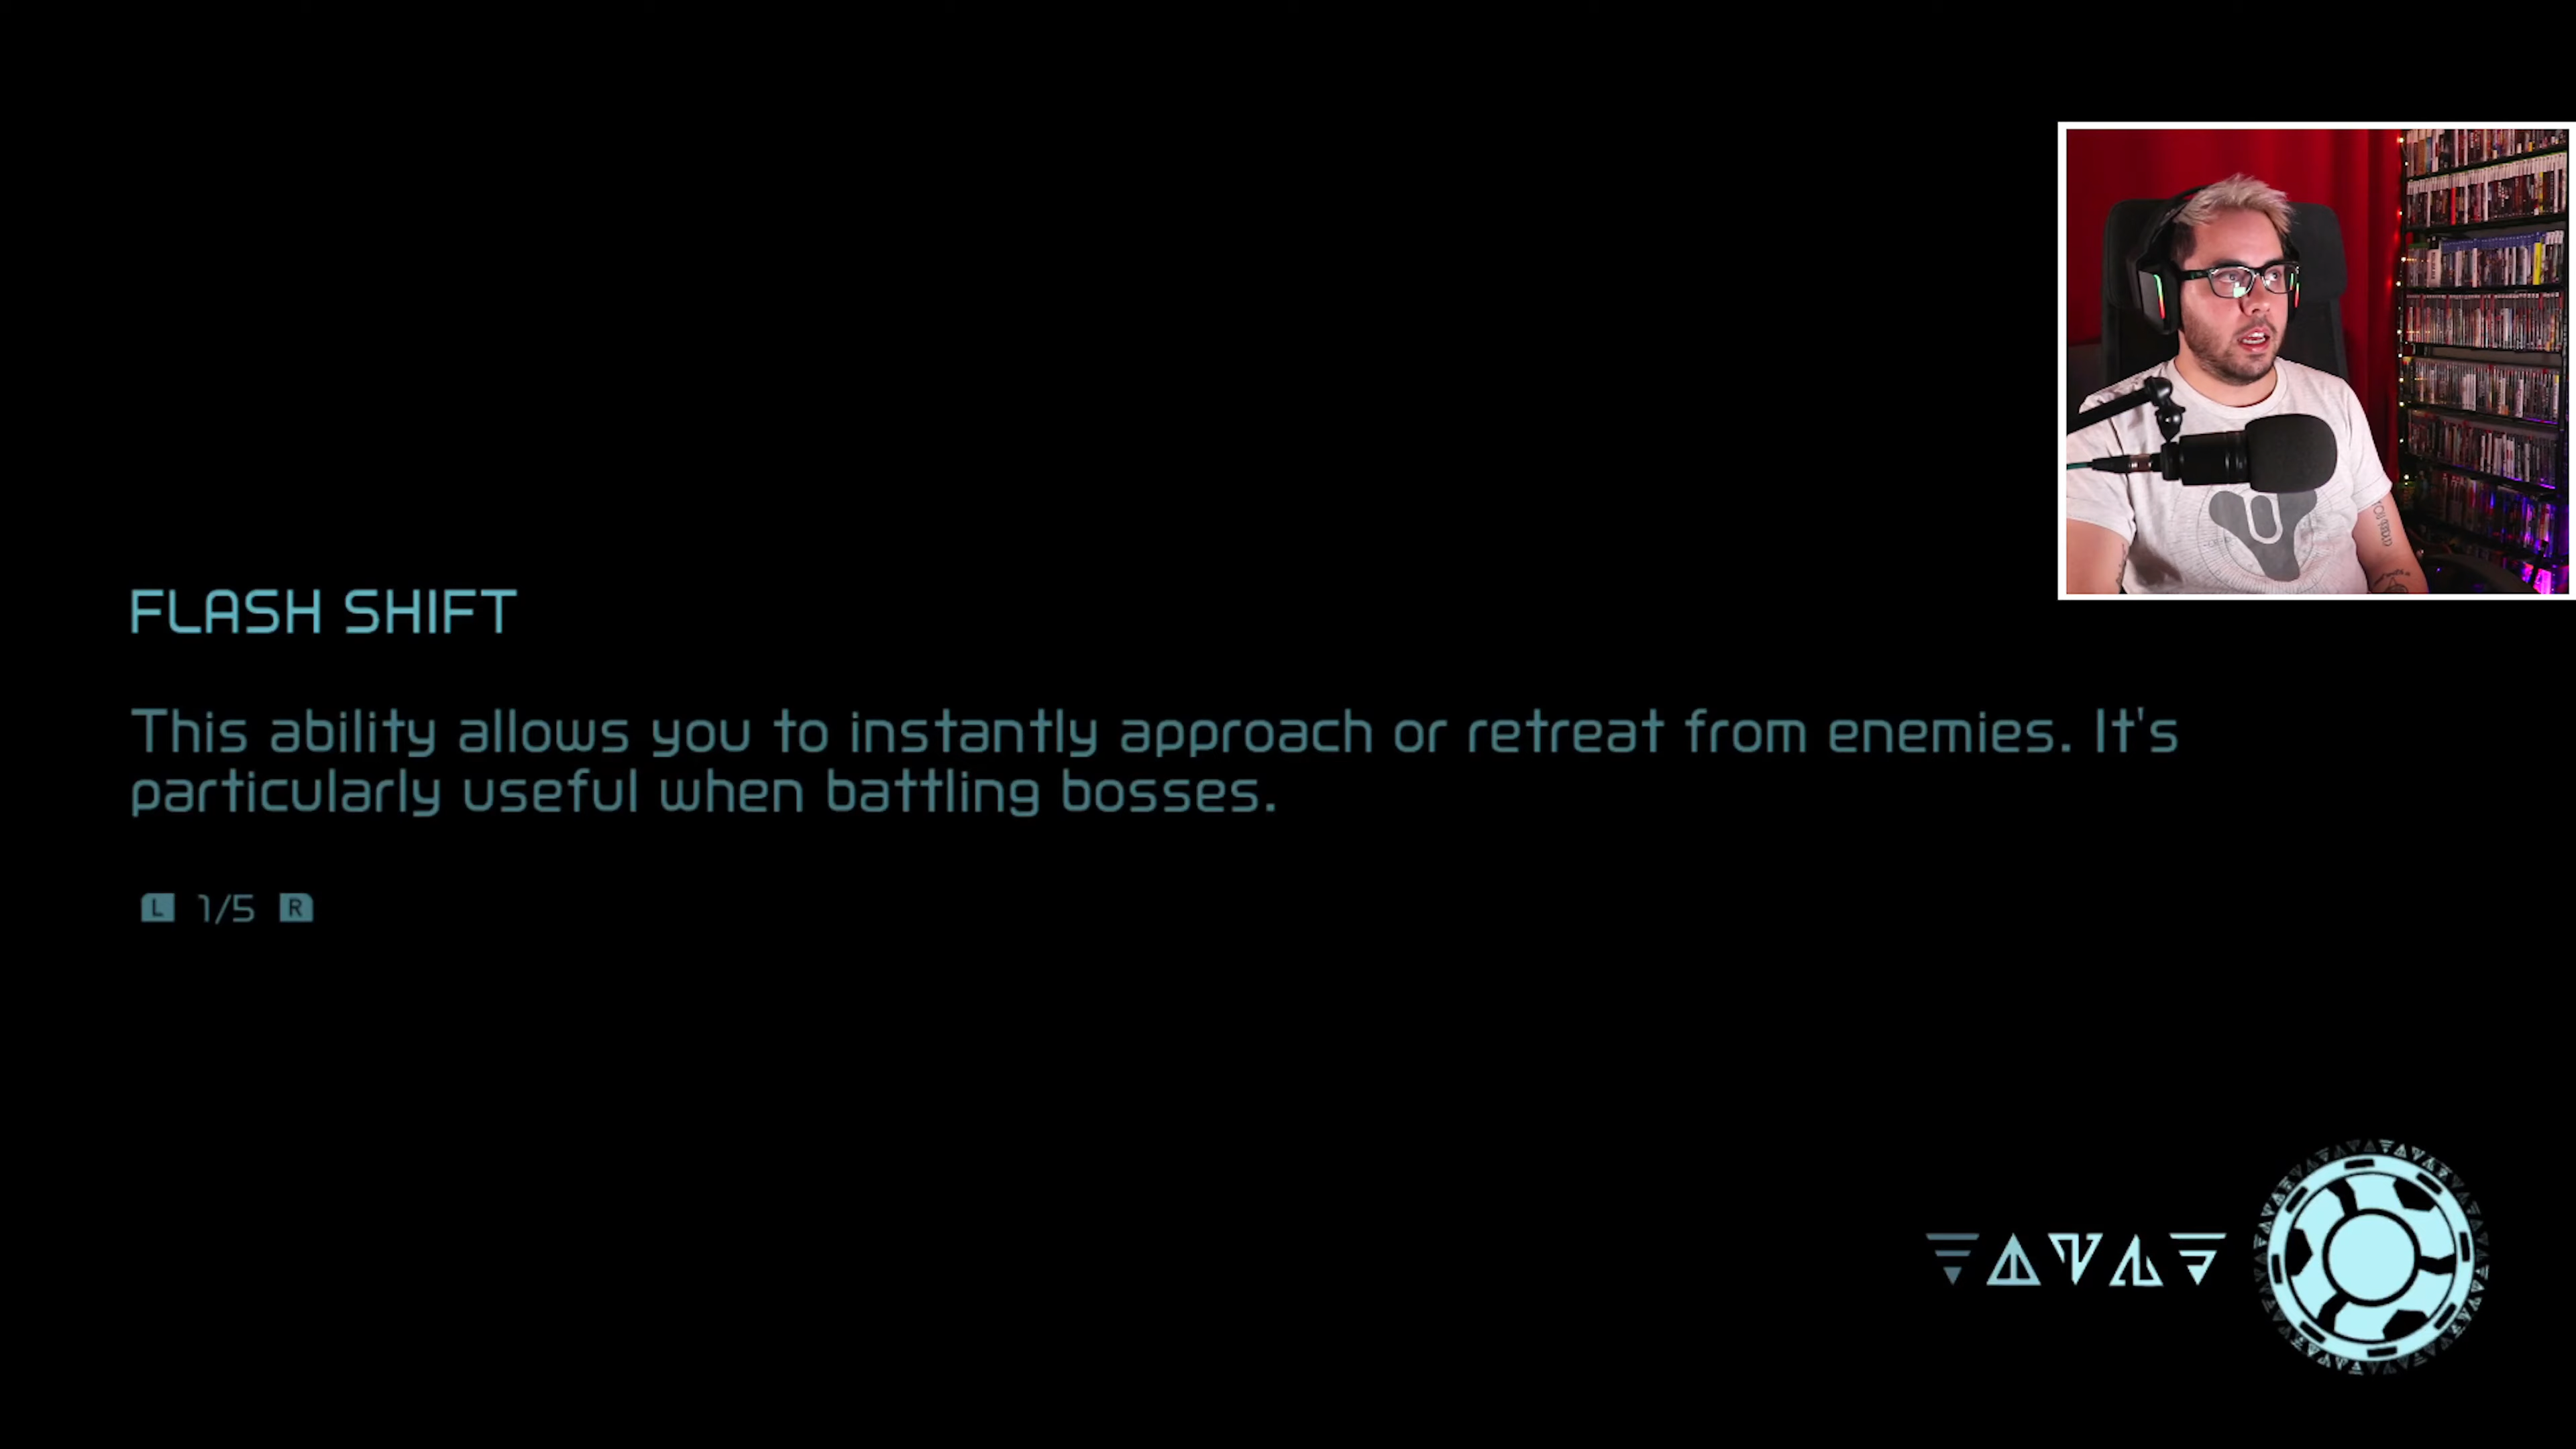 FLASH SHIFT
This ability allows you to instantly approach or retreat from enemies. It's
particularly useful when battling bosses.
L 1/5 R